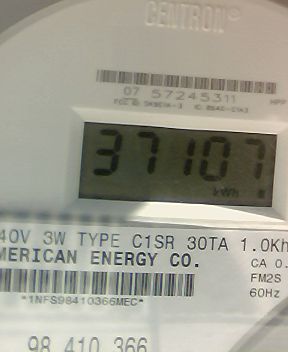 CENTRON®
07 57245311
HPP
37107
kWh
40V 3W TYPE C1SR 30TA 1.0Kh
MERICAN ENERGY CO.
CA 0.
FM2S
60Hz
*1NFS98410366MEC*
98 410 366